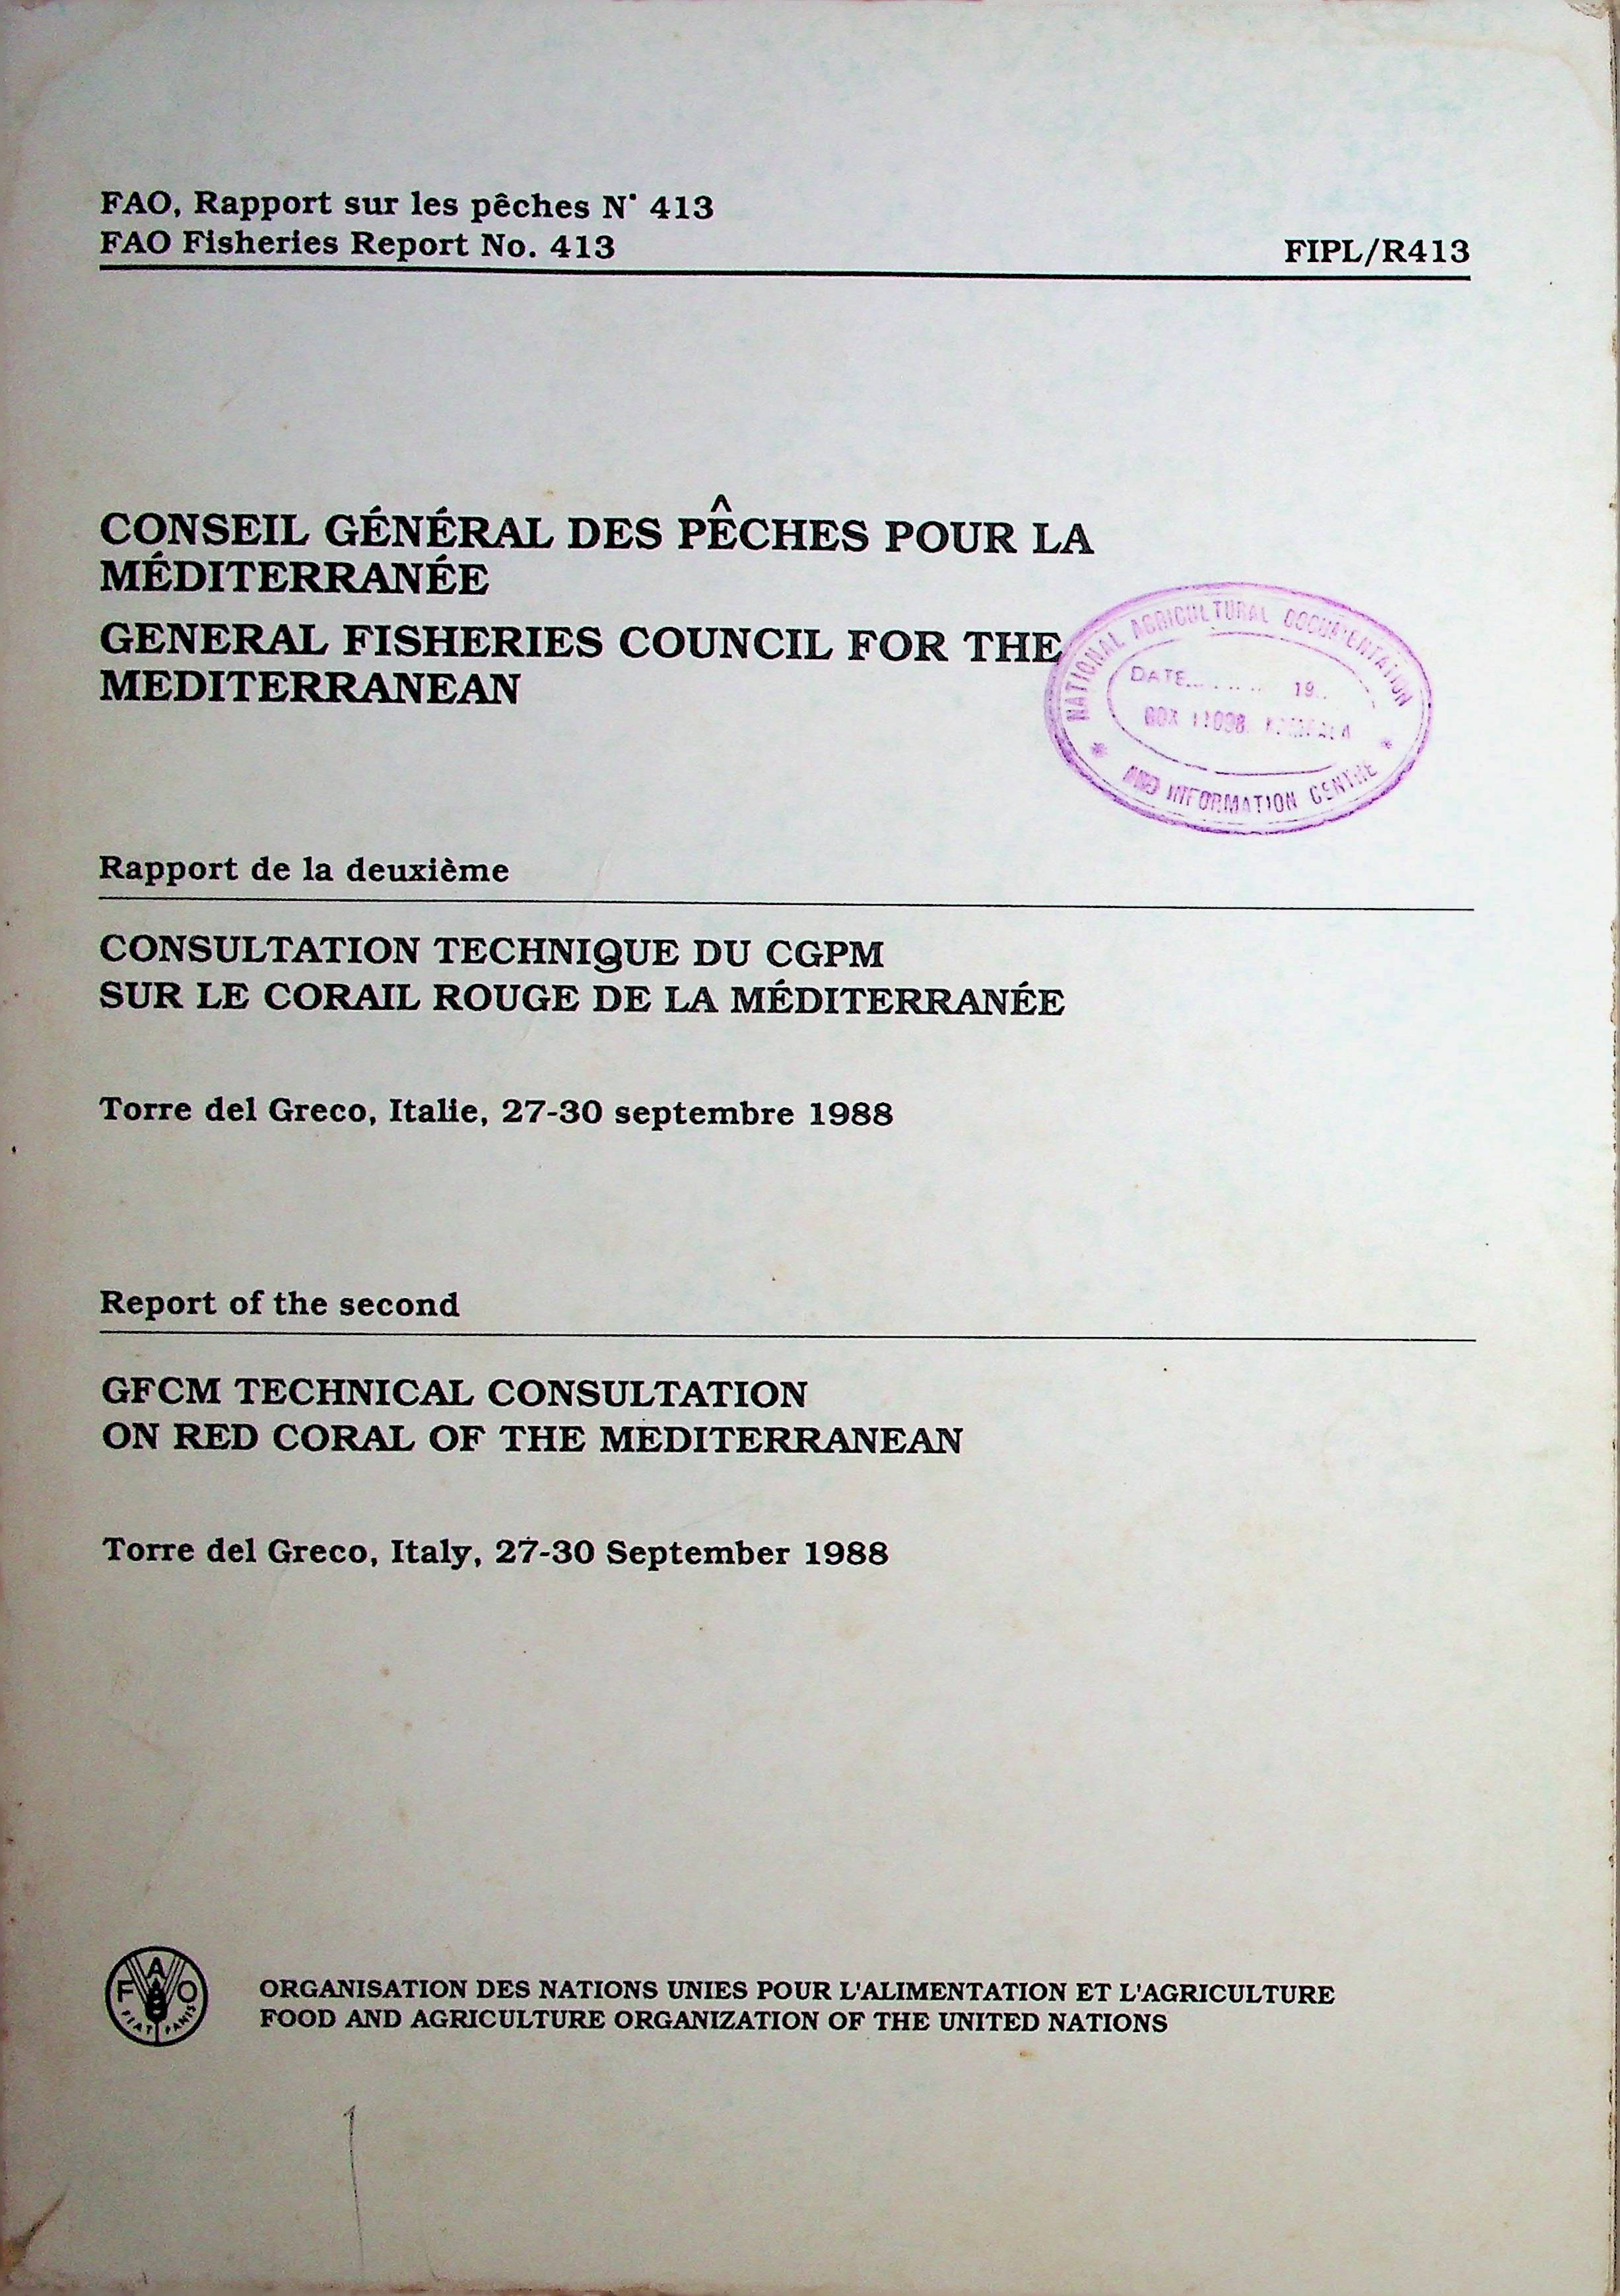 FAO, Rapport sur les pêches N° 413
FAO Fisheries Report No. 413
FIPL/R413
CONSEIL GÉNÉRAL DES PÊCHES POUR LA
MÉDITERRANÉE
GENERAL FISHERIES COUNCIL FOR THE
MEDITERRANEAN
NATIONAL AGRICULTURAL DOCUMENTATION
DATE 19
BOX 11098 KAMPALA
AND INFORMATION CENTRE
Rapport de la deuxième
CONSULTATION TECHNIQUE DU CGPM
SUR LE CORAIL ROUGE DE LA MÉDITERRANÉE
Torre del Greco, Italie, 27-30 septembre 1988
Report of the second
GFCM TECHNICAL CONSULTATION
ON RED CORAL OF THE MEDITERRANEAN
Torre del Greco, Italy, 27-30 September 1988
FAO
FIAT PANIS
ORGANISATION DES NATIONS UNIES POUR L'ALIMENTATION ET L'AGRICULTURE
FOOD AND AGRICULTURE ORGANIZATION OF THE UNITED NATIONS